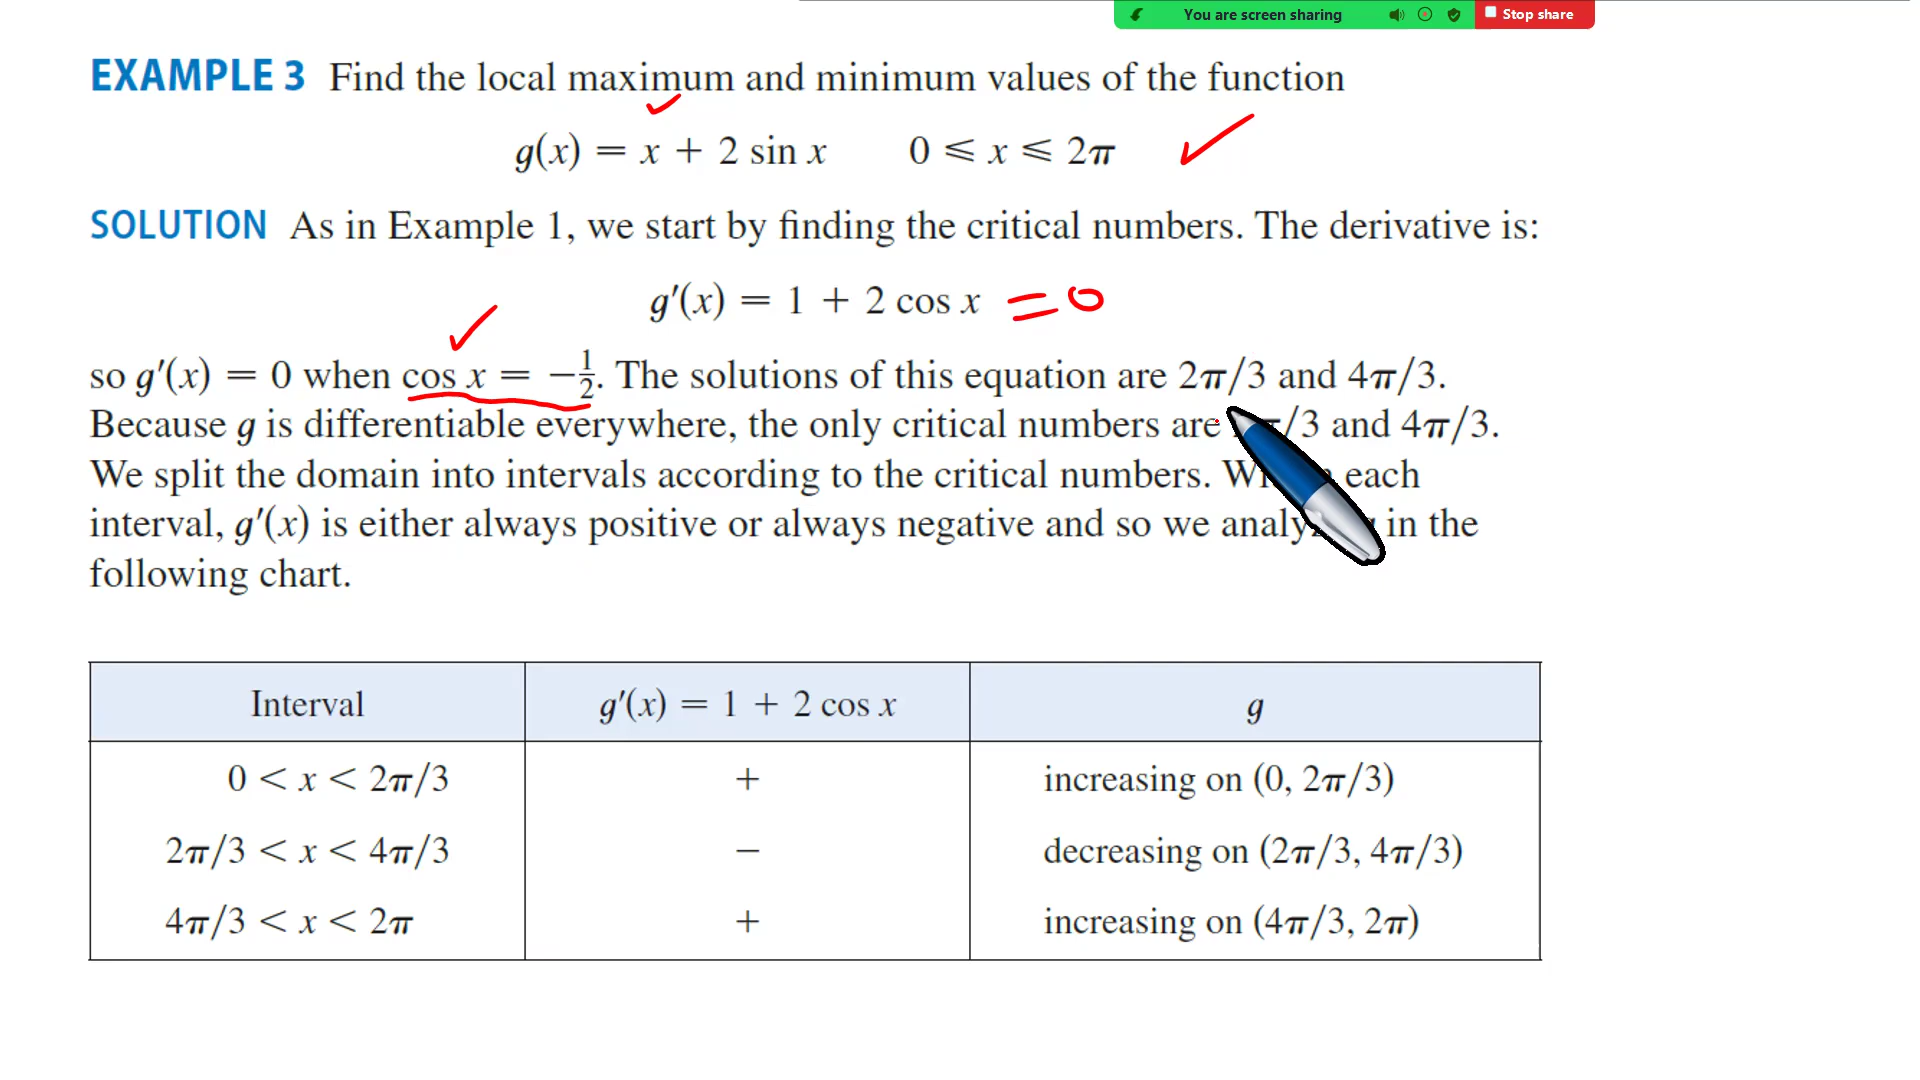 You are screen sharing
Stop share
EXAMPLE 3 Find the local maximum and minimum values of the function
g(x) = x + 2 sin x 0 ⩽ x ⩽ 2π
SOLUTION As in Example 1, we start by finding the critical numbers. The derivative is:
g′(x) = 1 + 2 cos x = 0
so g′(x) = 0 when cos x = −1/2. The solutions of this equation are 2π/3 and 4π/3.
Because g is differentiable everywhere, the only critical numbers are /3 and 4π/3.
We split the domain into intervals according to the critical numbers. each
interval, g′(x) is either always positive or always negative and so we in the
following chart.
Interval g′(x) = 1 + 2 cos x g
0 < x < 2π/3 + increasing on (0, 2π/3)
2π/3 < x < 4π/3 − decreasing on (2π/3, 4π/3)
4π/3 < x < 2π + increasing on (4π/3, 2π)